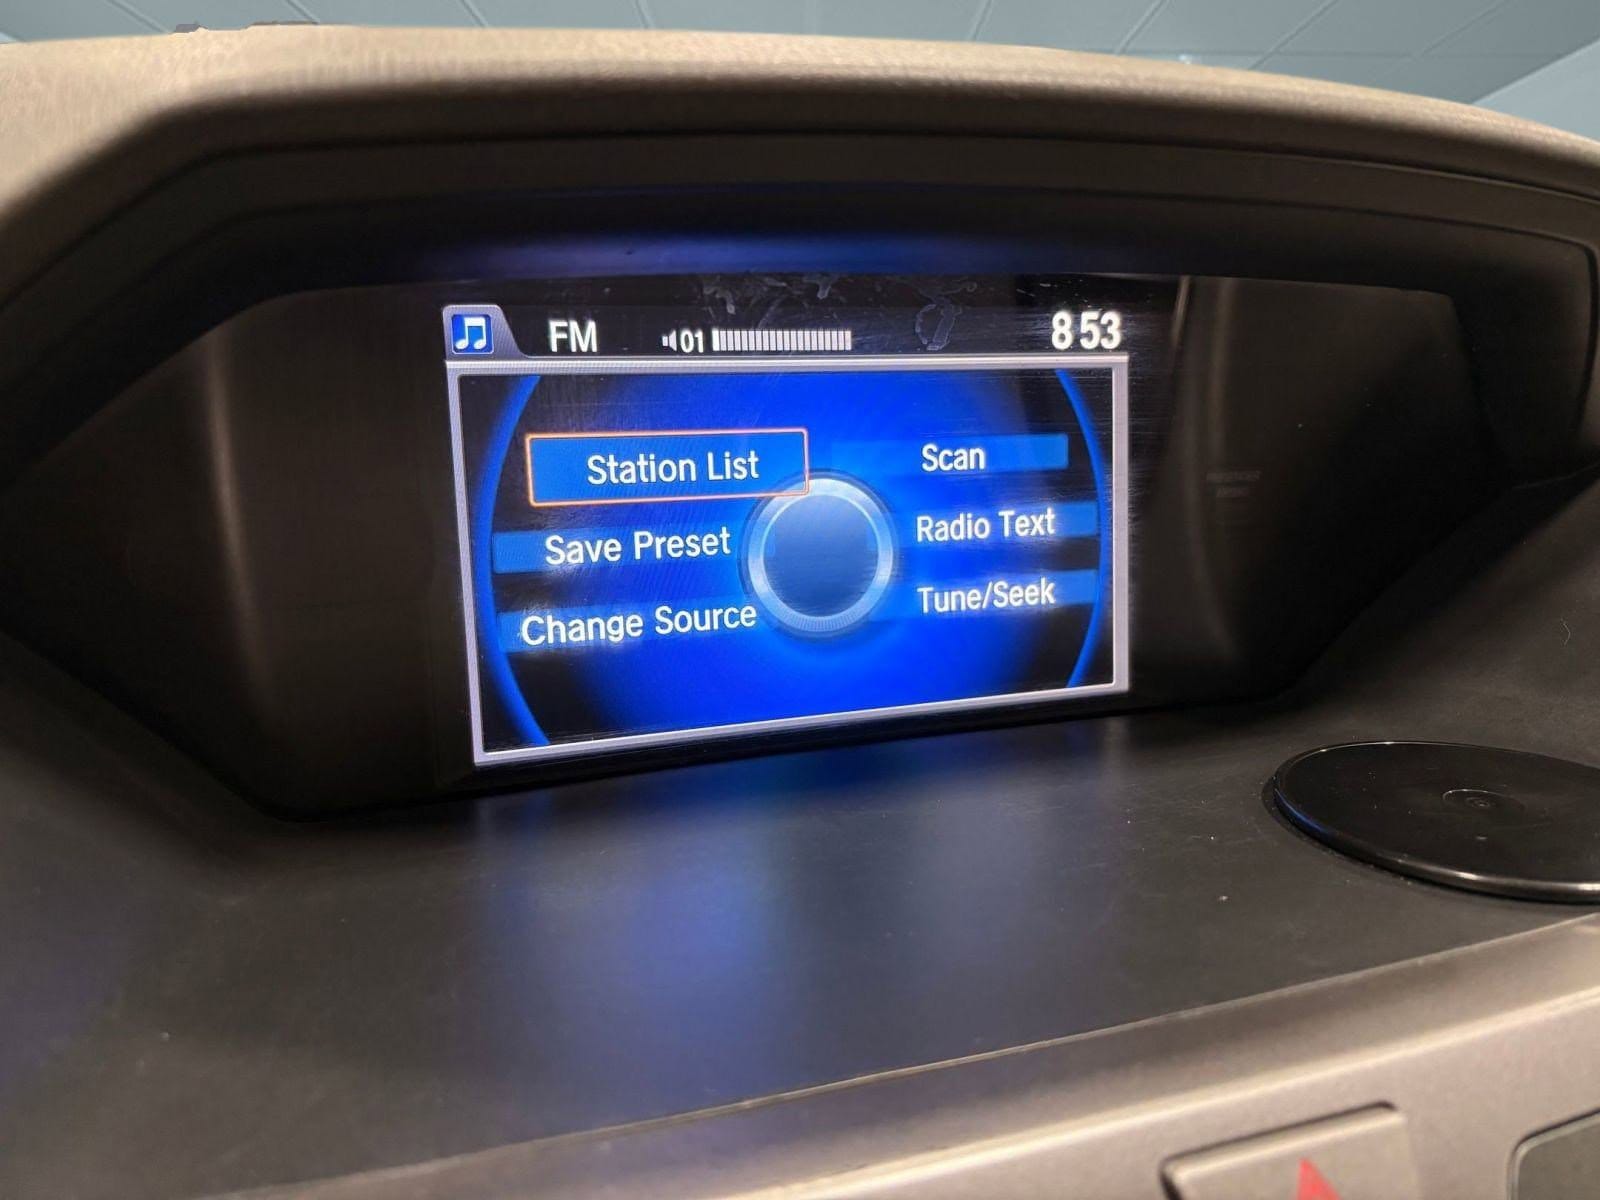 FM 01 8 53
Station List
Save Preset
Change Source
Scan
Radio Text
Tune/Seek